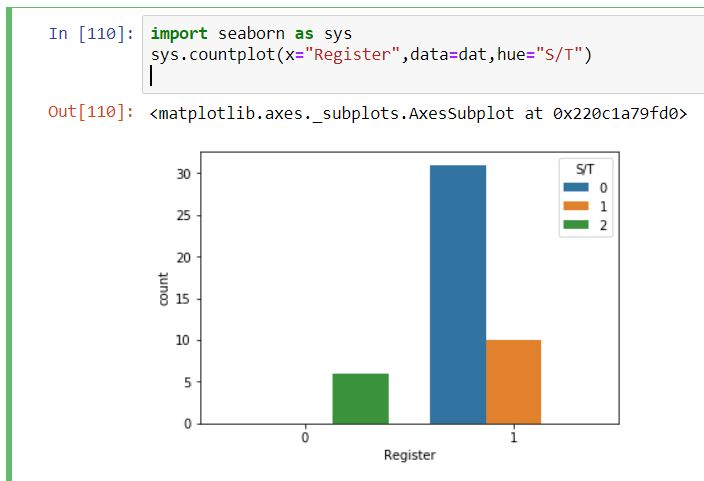 In [110]: import seaborn as sys
sys.countplot(x="Register",data=dat,hue="S/T")
Out[110]: <matplotlib.axes._subplots.AxesSubplot at 0x220c1a79fd0>
S/T
0
1
2
30
25
20
15
10
5
0
count
0 1
Register